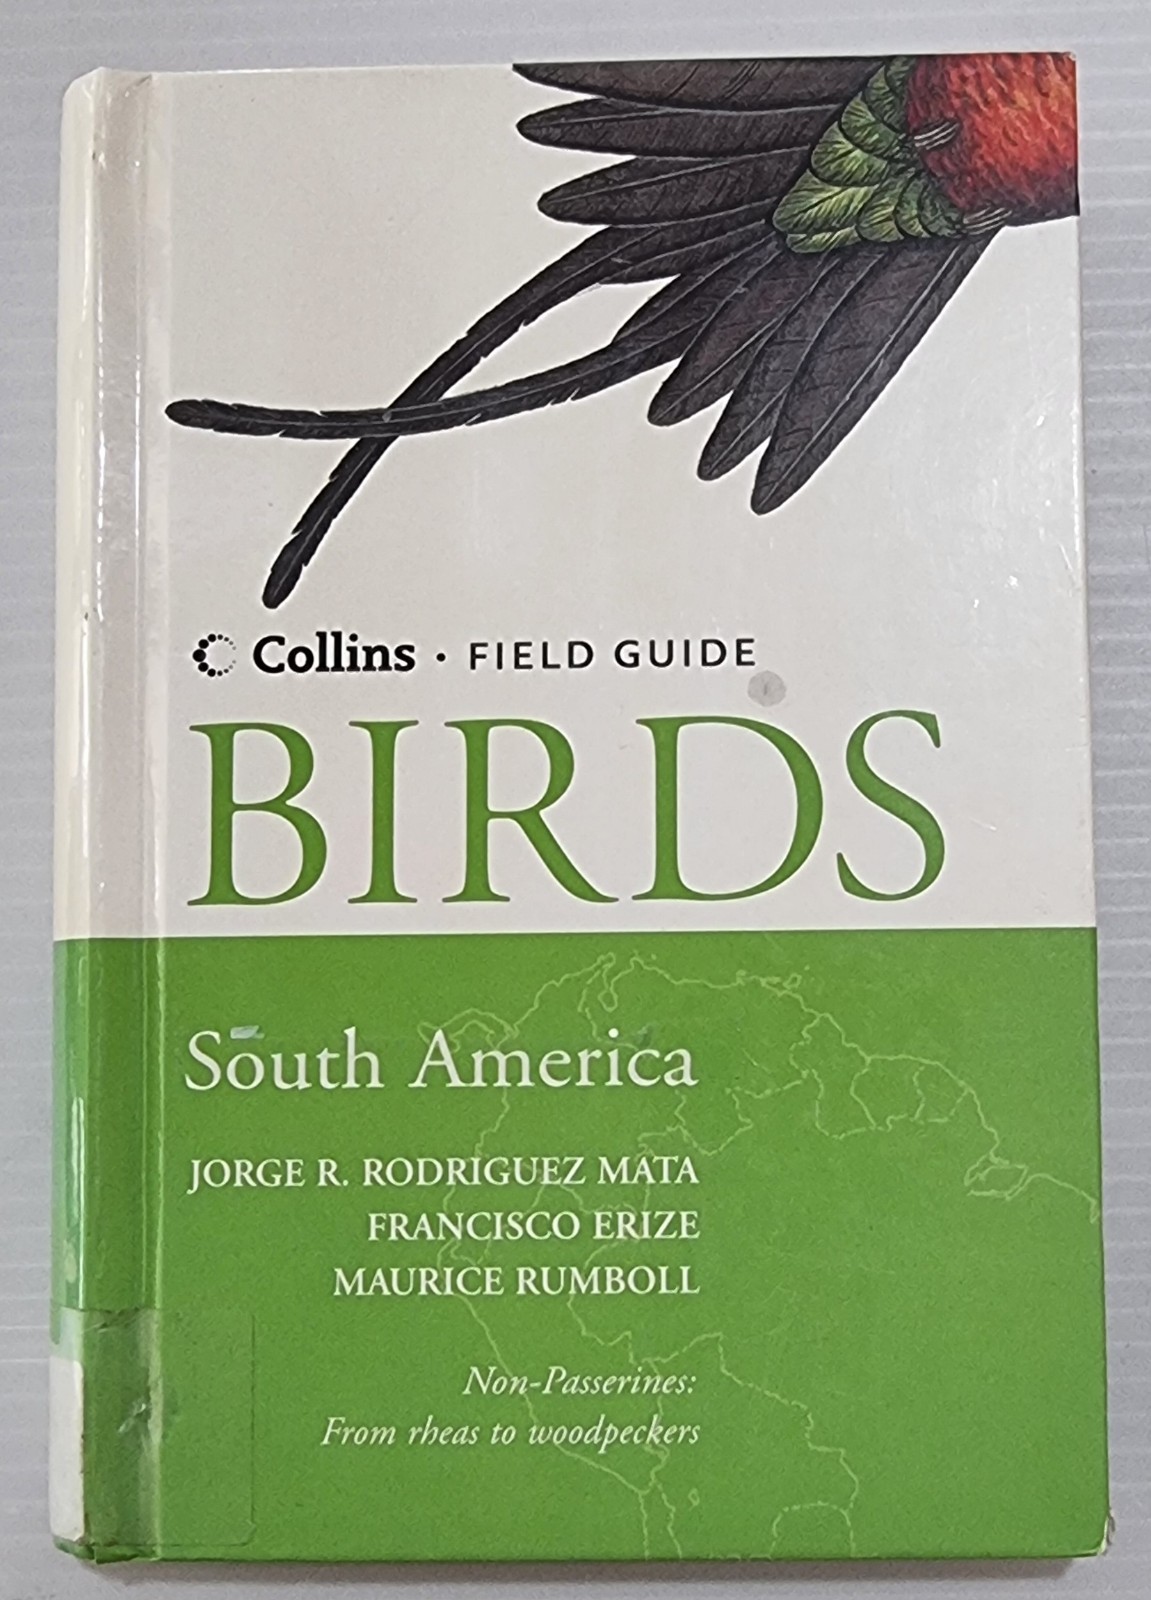 Collins · FIELD GUIDE
BIRDS
South America
JORGE R. RODRIGUEZ MATA
FRANCISCO ERIZE
MAURICE RUMBOLL
Non-Passerines:
From rheas to woodpeckers